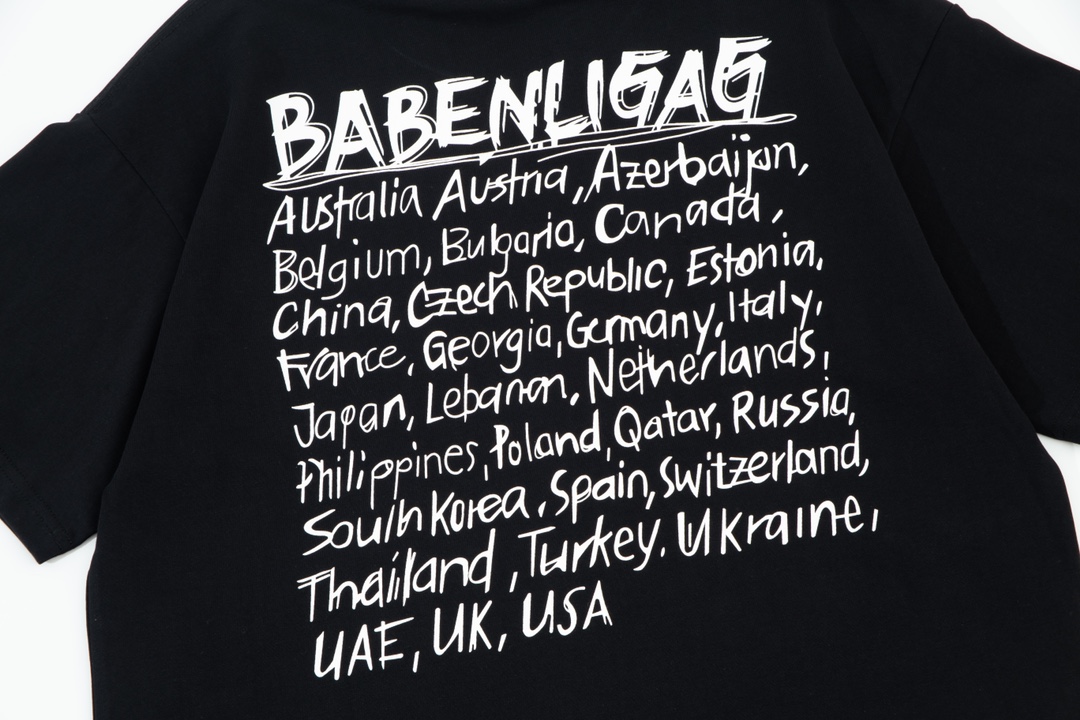 BABENLIGAG
Australia Austria, Azerbaijan,
Belgium, Bulgaria, Canada,
China, Czech Republic, Estonia,
France, Georgia, Germany, Italy,
Japan, Lebanon, Netherlands,
Philippines, Poland, Qatar, Russia,
South Korea, Spain, Switzerland,
Thailand, Turkey. Ukraine,
UAE, UK, USA